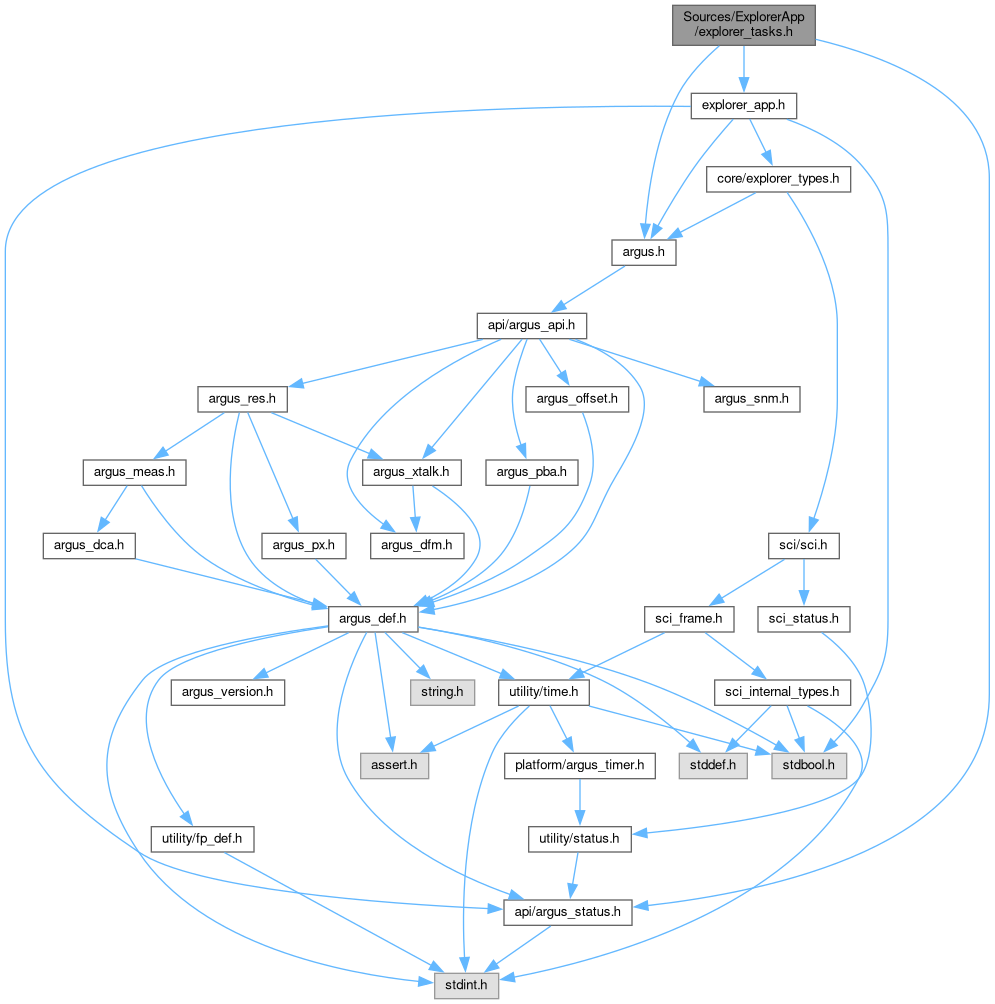 Sources/ExplorerApp
/explorer_tasks.h
explorer_app.h
core/explorer_types.h
argus.h
api/argus_api.h
argus_res.h
argus_offset.h
argus_snm.h
argus_meas.h
argus_xtalk.h
argus_pba.h
argus_dca.h
argus_px.h
argus_dfm.h
sci/sci.h
argus_def.h
sci_frame.h
sci_status.h
argus_version.h
string.h
utility/time.h
sci_internal_types.h
assert.h
platform/argus_timer.h
stddef.h
stdbool.h
utility/fp_def.h
utility/status.h
api/argus_status.h
stdint.h